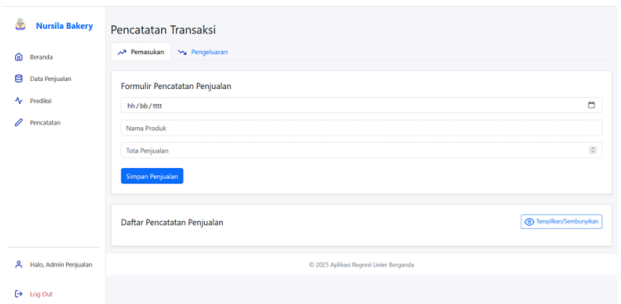 Nursila Bakery
Beranda
Data Penjualan
Prediksi
Pencatatan
Halo, Admin Penjualan
Log Out
Pencatatan Transaksi
Pemasukan
Pengeluaran
Formulir Pencatatan Penjualan
hh/bb/tttt
Nama Produk
Tota Penjualan
Simpan Penjualan
Daftar Pencatatan Penjualan
Tampilkan/Sembunyikan
© 2025 Aplikasi Regresi Linier Berganda